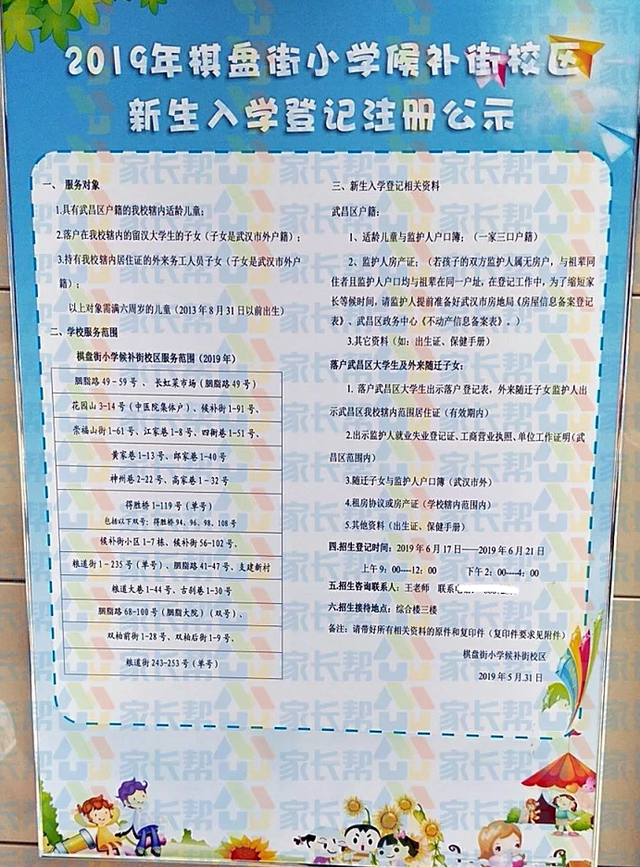 2019年棋盘街小学候补街校区
新生入学登记注册公示
一、 服务对象
1.具有武昌区户籍的我校辖内适龄儿童；
2.落户在我校辖内的留汉大学生的子女（子女是武汉市外户籍）；
3.持有我校辖内居住证的外来务工人员子女（子女是武汉市外户
籍）；
以上对象需满六周岁的儿童（2013年8月31日以前出生）
二、学校服务范围
棋盘街小学候补街校区服务范围（2019年）
胭脂路49－59号 、 长虹菜市场（胭脂路49号）
花园山3-14号（中医院集体户）、候补街1-91号、
崇福山街1-61号、江家巷1-8号、四衙巷1-51号、
黄家巷1-13号、郎家巷1-40号
神州巷2-22号、高家巷1－32号
得胜桥1-119号（单号）
包括以下双号：得胜桥94、96、98、108号
候补街小区1-7栋、候补街56-102号、
粮道街1－235号（单号）、胭脂路41-47号、支建新村
粮道大巷1-44号、古刹巷1-30号
胭脂路68-100号（胭脂大院）（双号）、
双柏前街1-28号、双柏后街1-9号、
粮道街243-253号（单号）
三、新生入学登记相关资料
武昌区户籍：
1、适龄儿童与监护人户口簿；（一家三口户籍）
2、监护人房产证；（若孩子的双方监护人属无房户，与祖辈同
住者且监护人户口均与祖辈在同一户址，在登记工作中，为了缩短家
长等候时间，请监护人提前准备好武汉市房地局《房屋信息备案登记
表》、武昌区政务中心《不动产信息备案表》。）
3.其它资料（如：出生证、保健手册）
落户武昌区大学生及外来随迁子女：
1. 落户武昌区大学生出示落户登记表，外来随迁子女监护人出
示武昌区我校辖内范围居住证（有效期内）
2.出示监护人就业失业登记证、工商营业执照、单位工作证明（武
昌区范围内）
3.随迁子女与监护人户口簿（武汉市外）
4.租房协议或房产证（学校辖内范围）
5.其他资料（出生证、保健手册）
四.招生登记时间：2019年6月17日——2019年6月21日
上午9：00----12：00 下午2：00----4：00
五.招生咨询联系人：王老师 联系
六.招生接待地点：综合楼三楼
备注：请带好所有相关资料的原件和复印件（复印件要求见附件）
棋盘街小学候补街校区
2019年5月31日